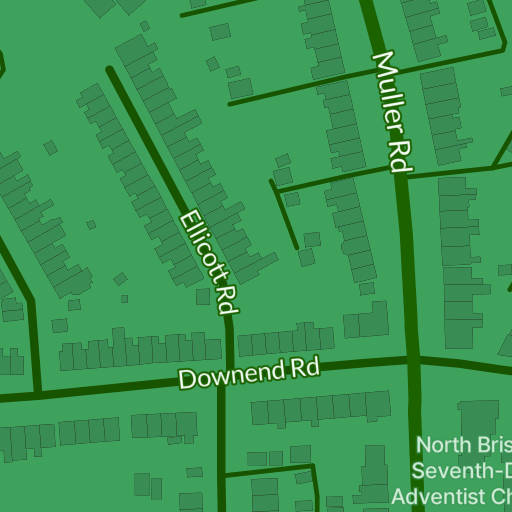 Muller Rd
Ellicott Rd
Downend Rd
North Bris
Seventh-D
Adventist Ch